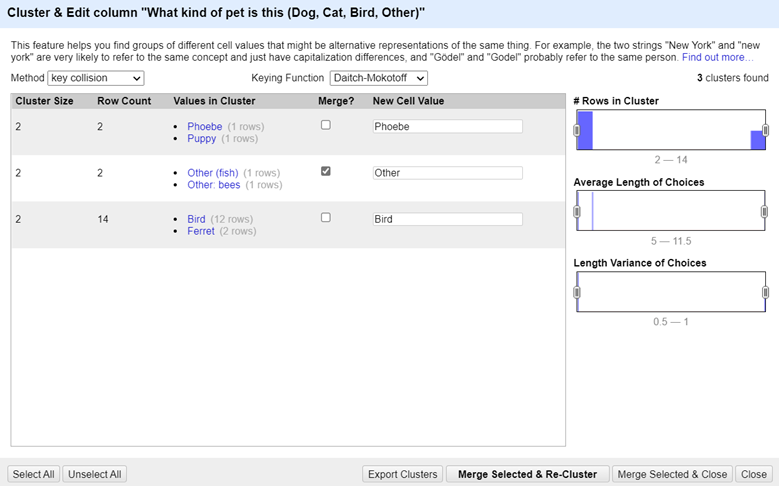 Cluster & Edit column "What kind of pet is this (Dog, Cat, Bird, Other)"
This feature helps you find groups of different cell values that might be alternative representations of the same thing. For example, the two strings "New York" and "new
york" are very likely to refer to the same concept and just have capitalization differences, and "Gödel" and "Godel" probably refer to the same person. Find out more...
Method key collision Keying Function Daitch-Mokotoff 3 clusters found
Cluster Size Row Count Values in Cluster Merge? New Cell Value
2 2 Phoebe (1 rows) Phoebe
Puppy (1 rows)
2 2 Other (fish) (1 rows) Other
Other: bees (1 rows)
2 14 Bird (12 rows) Bird
Ferret (2 rows)
# Rows in Cluster
2 — 14
Average Length of Choices
5 — 11.5
Length Variance of Choices
0.5 — 1
Select All Unselect All Export Clusters Merge Selected & Re-Cluster Merge Selected & Close Close